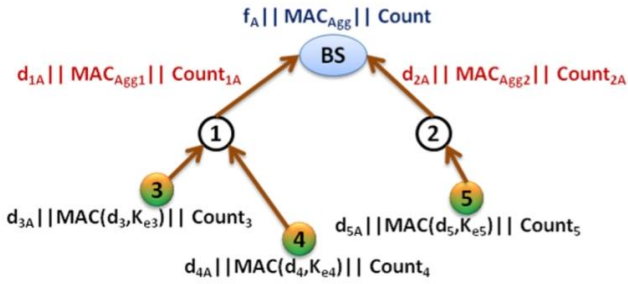 f_A|| MAC_Agg|| Count
BS
d_1A|| MAC_Agg1|| Count_1A
d_2A|| MAC_Agg2|| Count_2A
1
2
3
5
d_3A||MAC(d_3,K_e3)|| Count_3
d_5A||MAC(d_5,K_e5)|| Count_5
4
d_4A||MAC(d_4,K_e4)|| Count_4